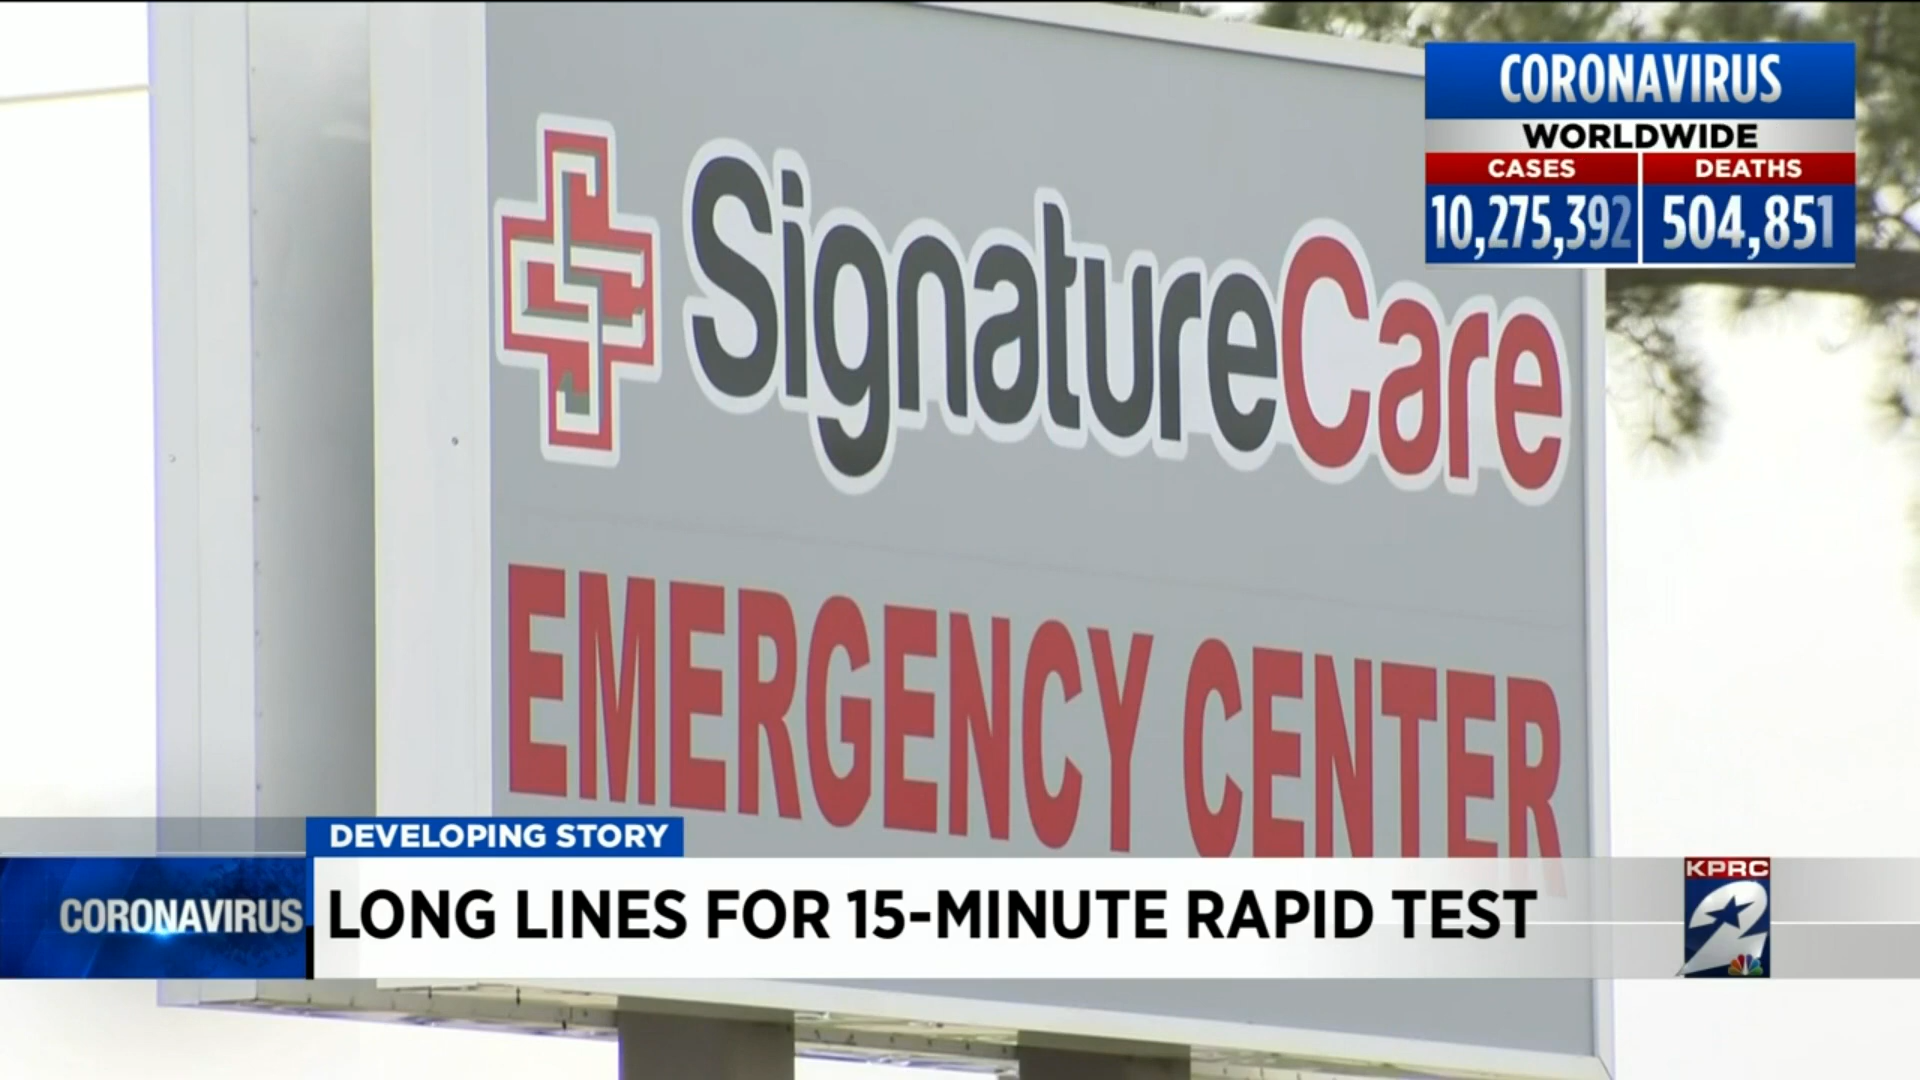 CORONAVIRUS
WORLDWIDE
CASES DEATHS
10,275,392 504,851
SignatureCare
EMERGENCY CENTER
DEVELOPING STORY
CORONAVIRUS LONG LINES FOR 15-MINUTE RAPID TEST
KPRC
2